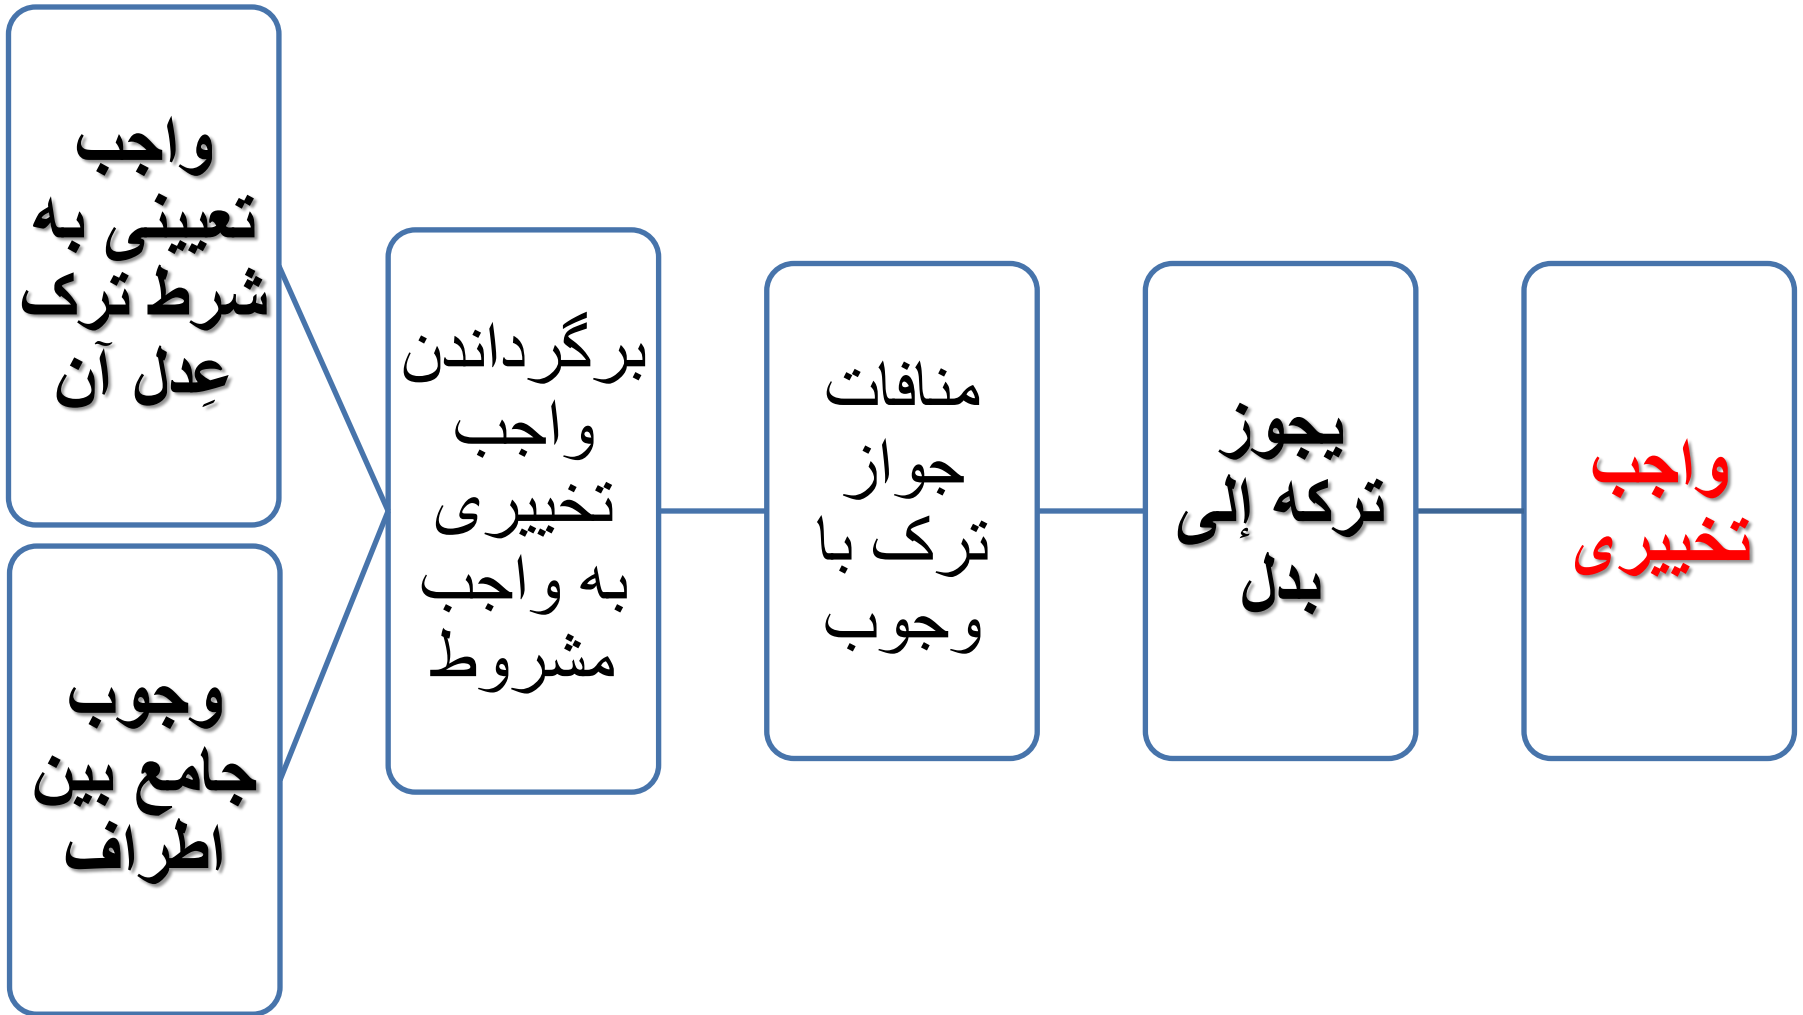 واجب
تخییری
یجوز
ترکه إلی
بدل
منافات
جواز
ترک با
وجوب
برگرداندن
واجب
تخییری
به واجب
مشروط
واجب
تعیینی به
شرط ترک
عِدل آن
وجوب
جامع بین
اطراف